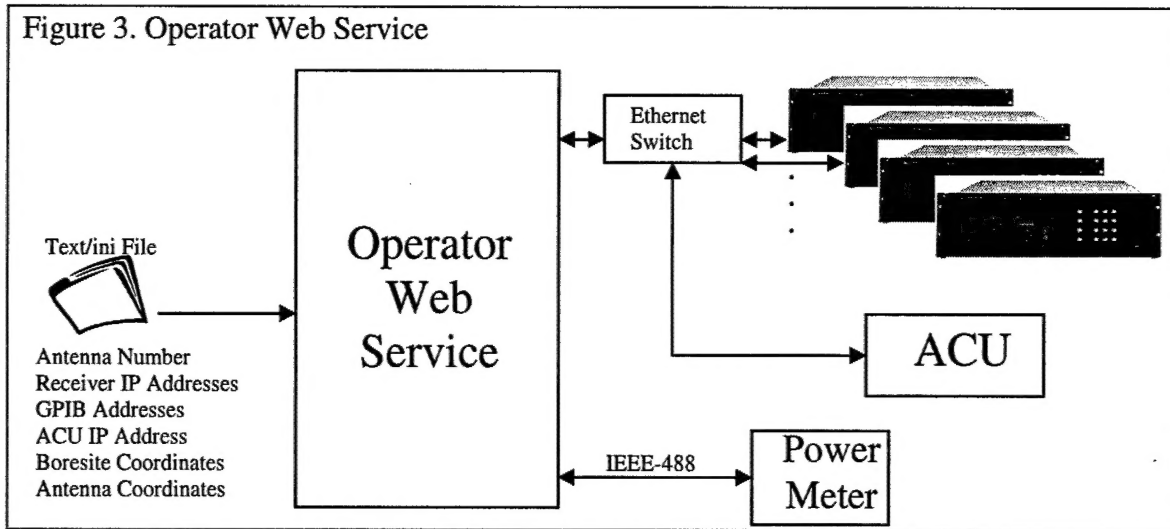 Figure 3. Operator Web Service
Ethernet
Switch
Text/ini File
Operator
Web
Service
Antenna Number
Receiver IP Addresses
GPIB Addresses
ACU IP Address
Boresite Coordinates
Antenna Coordinates
ACU
IEEE-488
Power
Meter